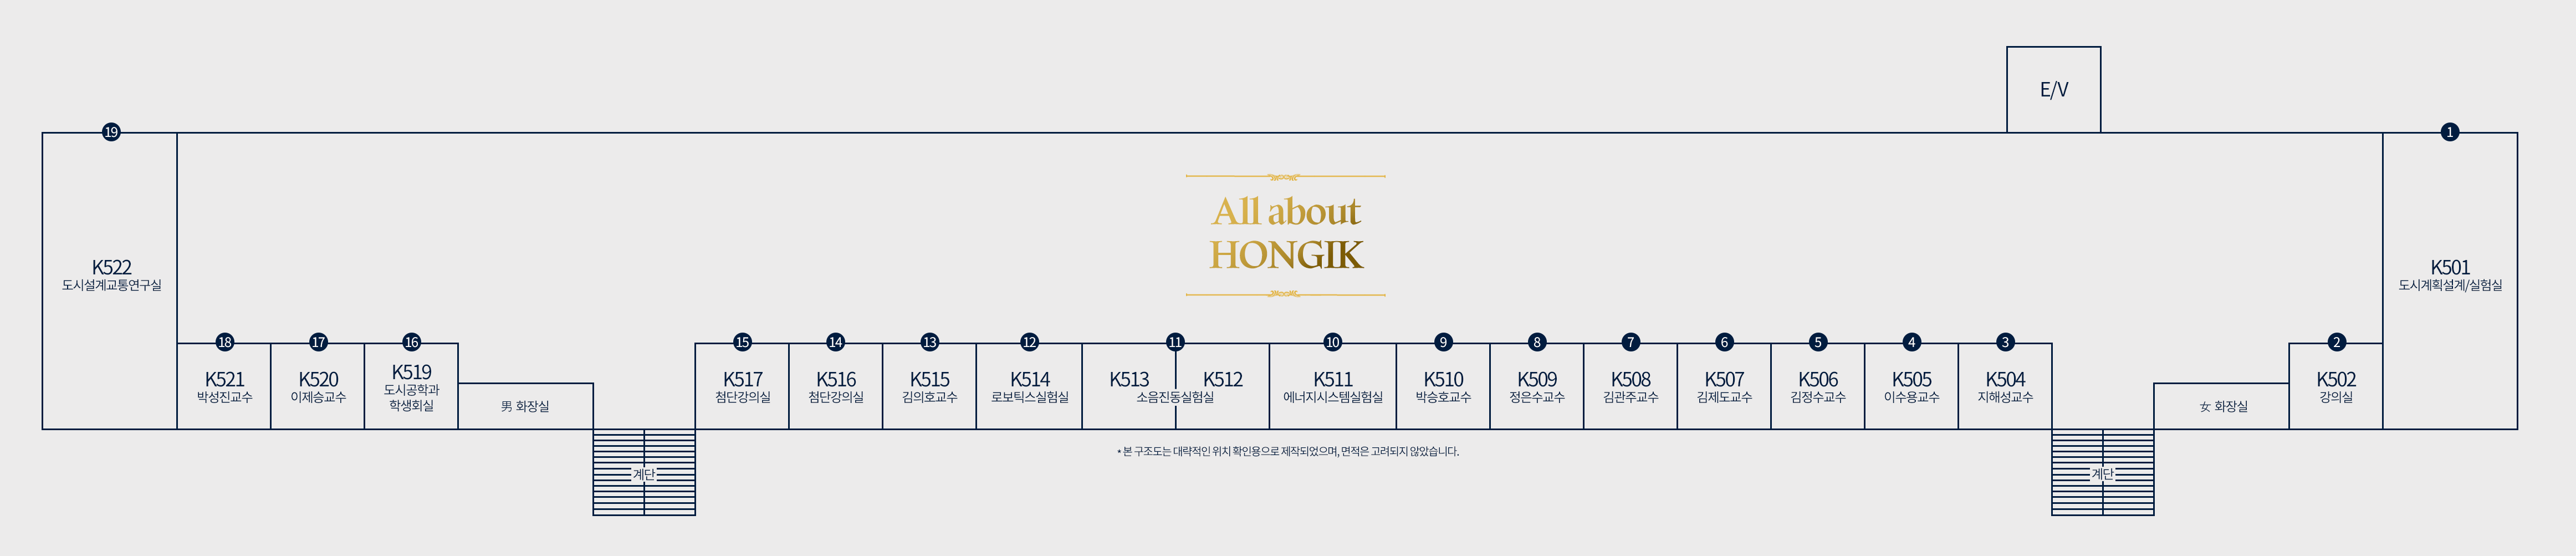 E/V
19
1
All about
HONGIK
K522
도시설계교통연구실
K501
도시계획설계/실험실
18
K521
박성진교수
17
K520
이제승교수
16
K519
도시공학과
학생회실
男 화장실
15
K517
첨단강의실
14
K516
첨단강의실
13
K515
김의호교수
12
K514
로보틱스실험실
11
K513
K512
소음진동실험실
10
K511
에너지시스템실험실
9
K510
박승호교수
8
K509
정은수교수
7
K508
김관주교수
6
K507
김제도교수
5
K506
김정수교수
4
K505
이수용교수
3
K504
지해성교수
女 화장실
2
K502
강의실
* 본 구조도는 대략적인 위치 확인용으로 제작되었으며, 면적은 고려되지 않았습니다.
계단
계단